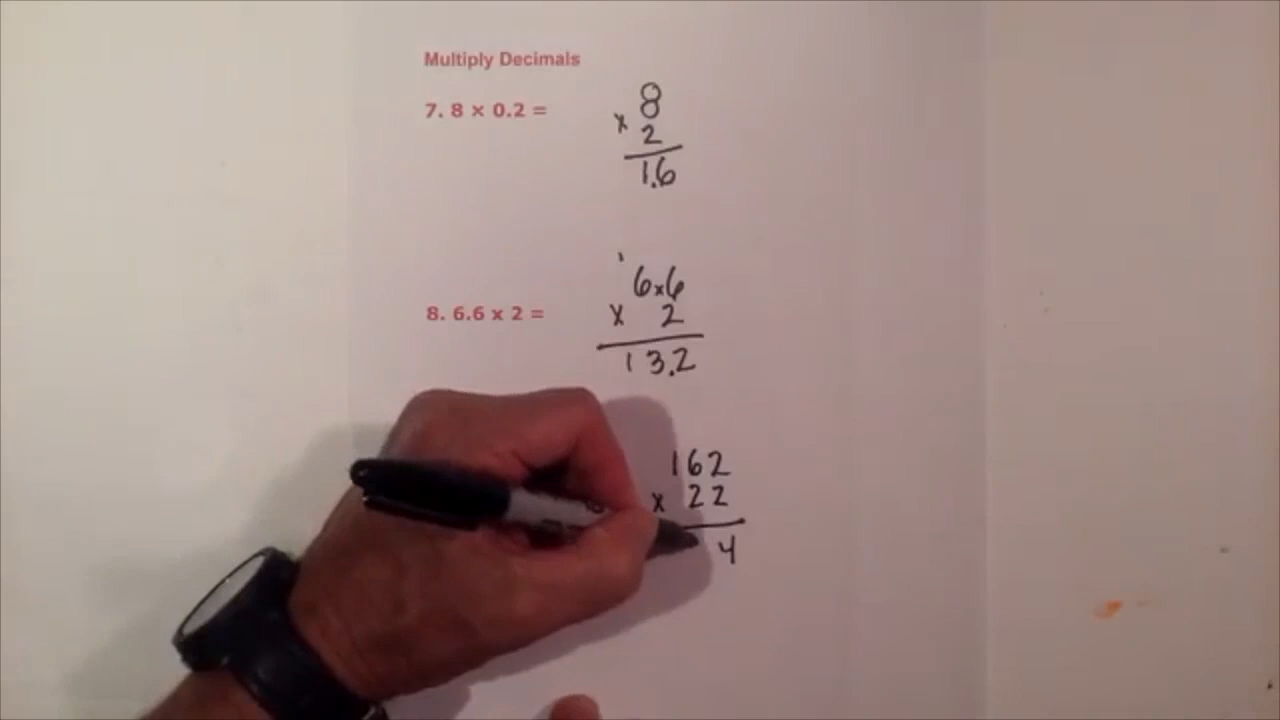 Multiply Decimals
7. 8 × 0.2 =
8
x 2
1.6
1
6x6
8. 6.6 x 2 =
x 2
13.2
162
x 22
4